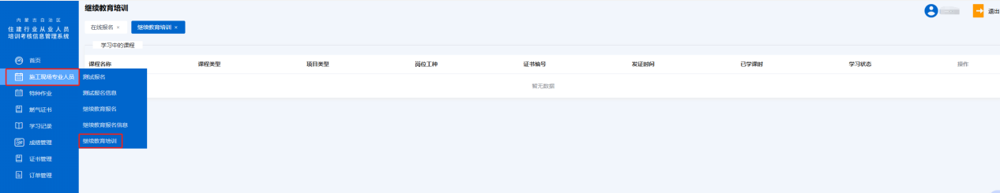 内蒙古自治区
住建行业从业人员
培训考核信息管理系统
首页
施工现场专业人员
特种作业
燃气证书
学习记录
成绩管理
证书管理
订单管理
测试报名
测试报名信息
继续教育报名
继续教育报名信息
继续教育培训
继续教育培训
退出
在线报名 × 继续教育培训 ×
学习中的课程
课程名称 课程类型 项目类型 岗位工种 证书编号 发证时间 已学课时 学习状态 操作
暂无数据